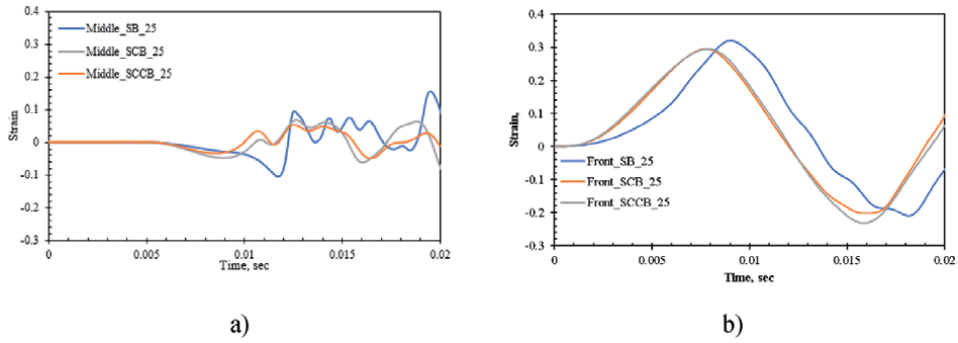 0.4
0.3
0.2
0.1
0
-0.1
-0.2
-0.3
Strain
Middle_SB_25
Middle_SCB_25
Middle_SCCB_25
0
0.005
0.01
0.015
0.02
Time, sec
a)
0.4
0.3
0.2
0.1
0
-0.1
-0.2
-0.3
Strain,
Front_SB_25
Front_SCB_25
Front_SCCB_25
0
0.005
0.01
0.015
0.02
Time, sec
b)